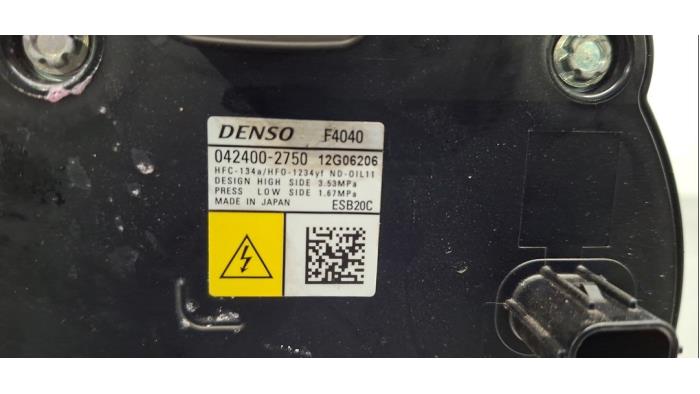 DENSO F4040
042400-2750 12G06206
HFC-134a/HFO-1234yf ND-OIL11
DESIGN HIGH SIDE 3.53MPa
PRESS LOW SIDE 1.67MPa
MADE IN JAPAN ESB20C